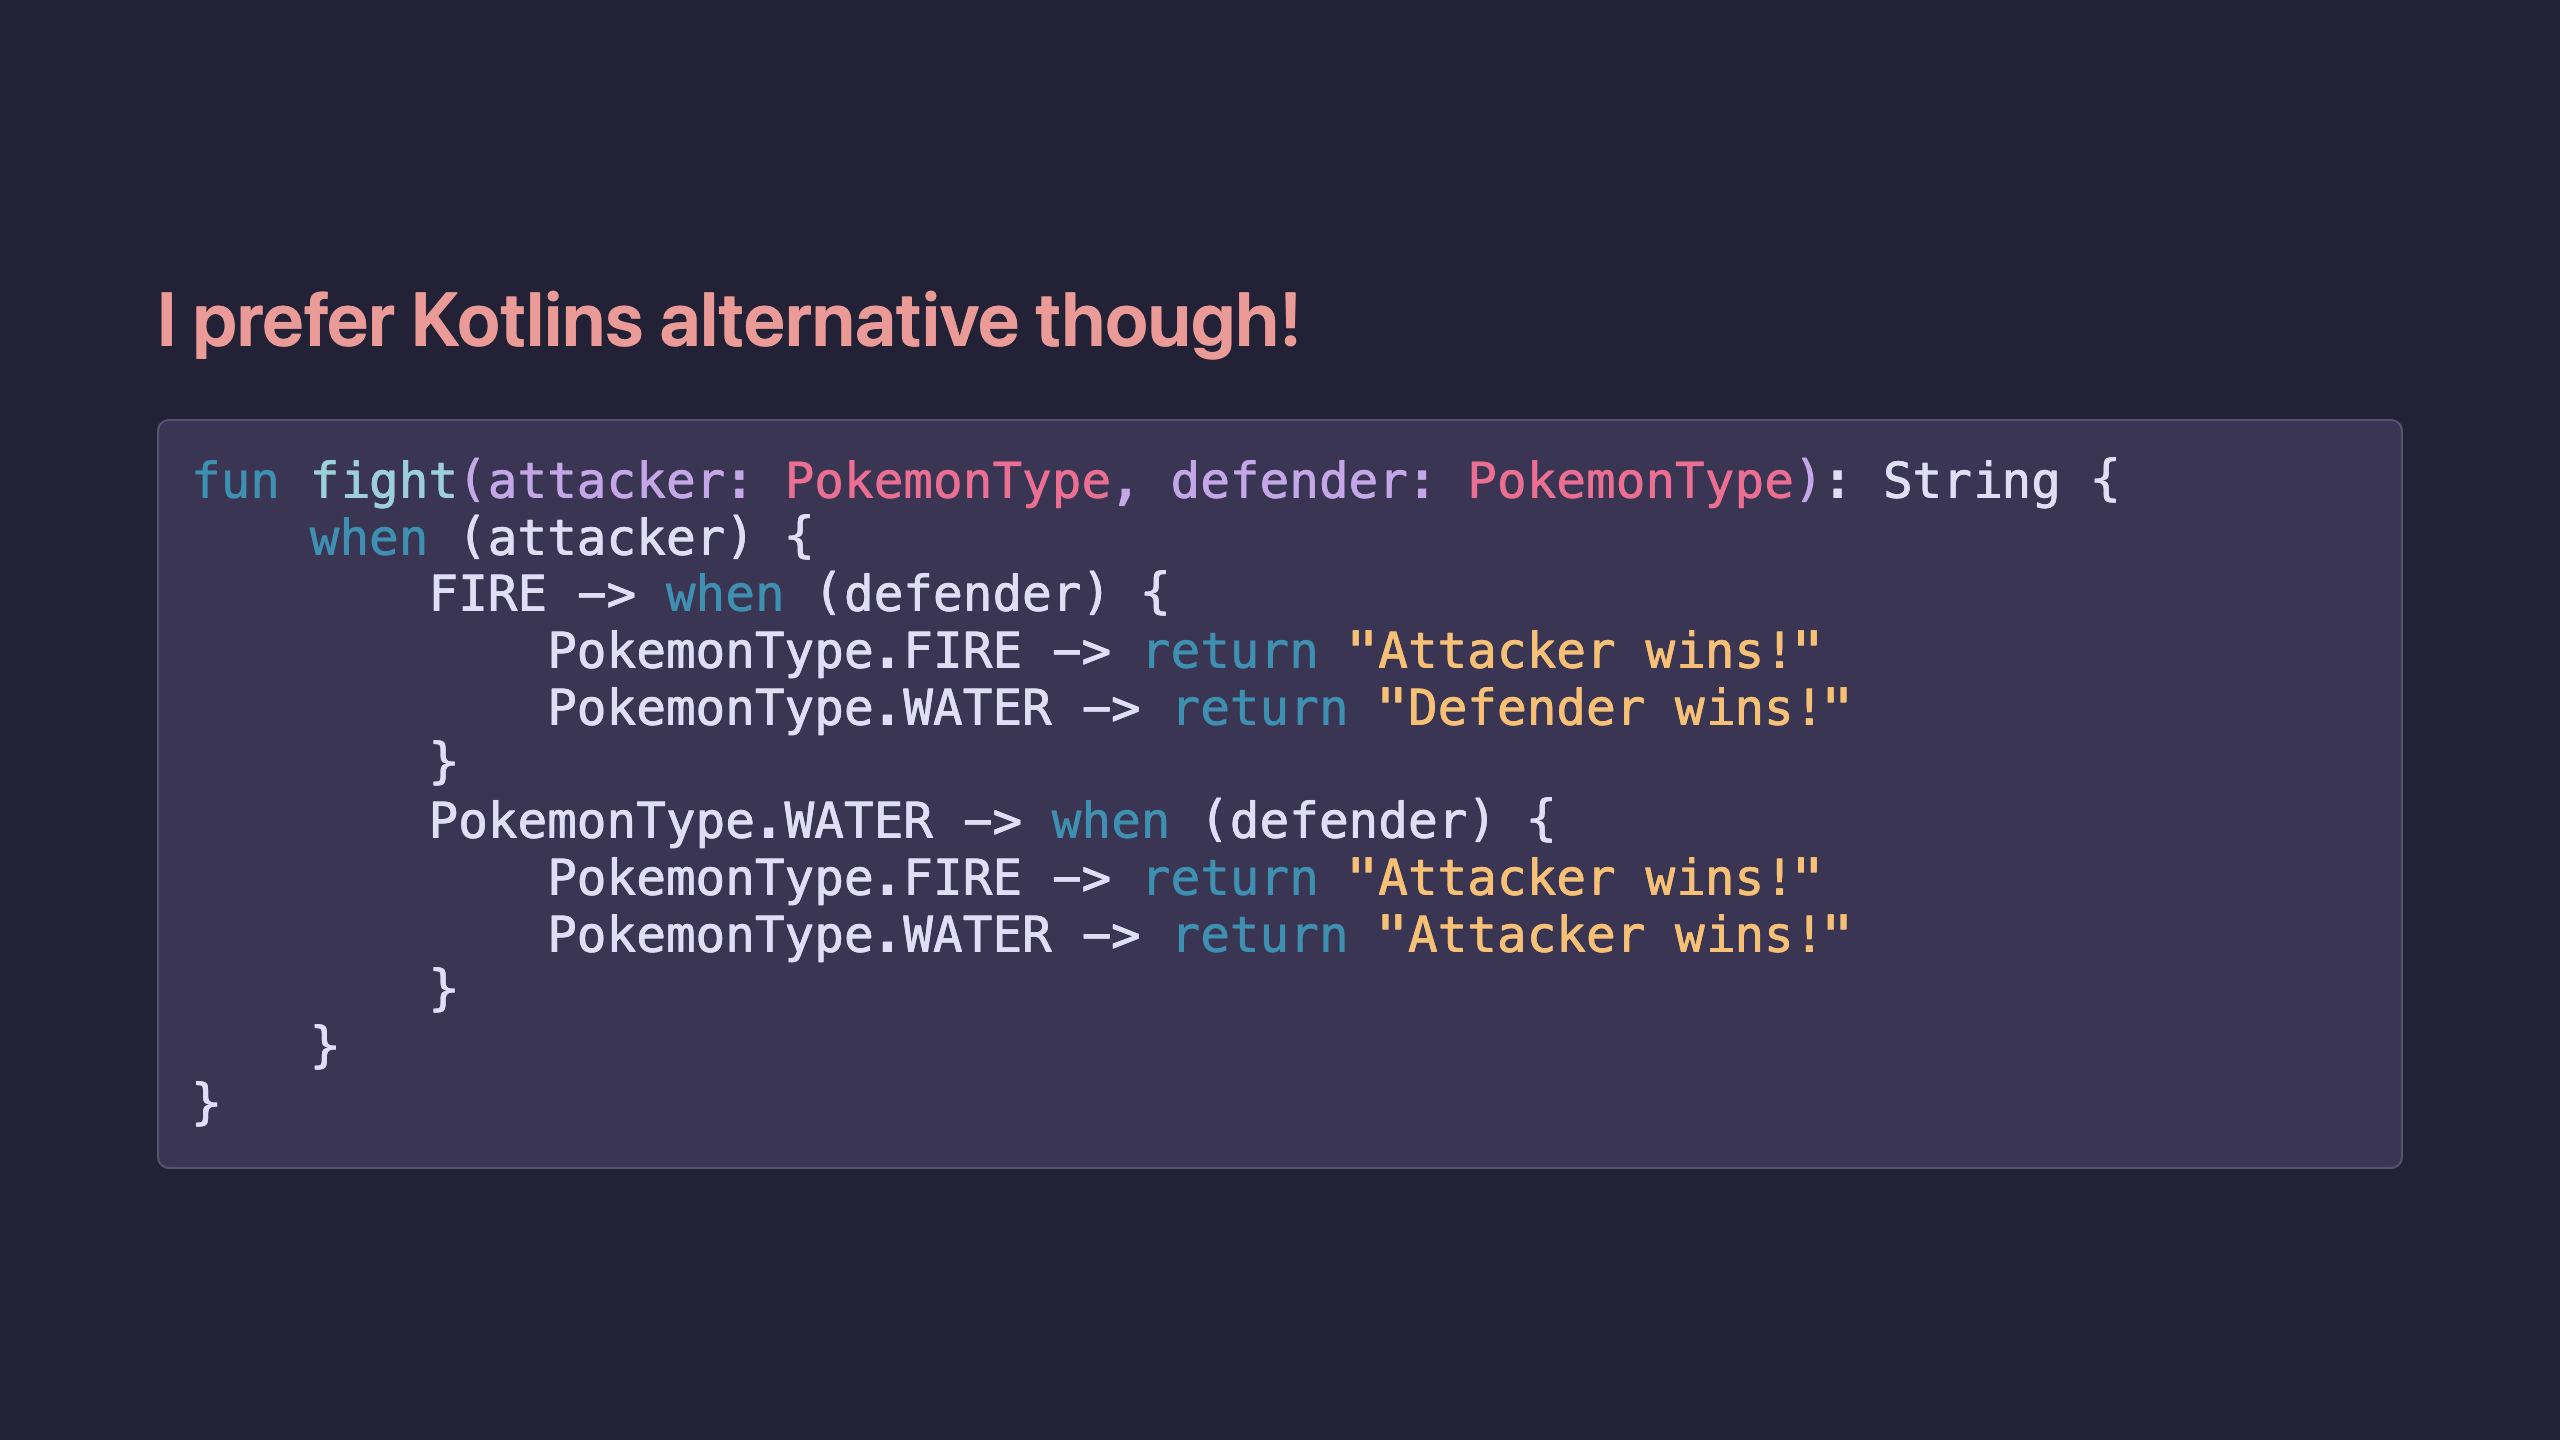 I prefer Kotlins alternative though!
fun fight(attacker: PokemonType, defender: PokemonType): String {
    when (attacker) {
        FIRE -> when (defender) {
            PokemonType.FIRE -> return "Attacker wins!"
            PokemonType.WATER -> return "Defender wins!"
        }
        PokemonType.WATER -> when (defender) {
            PokemonType.FIRE -> return "Attacker wins!"
            PokemonType.WATER -> return "Attacker wins!"
        }
    }
}